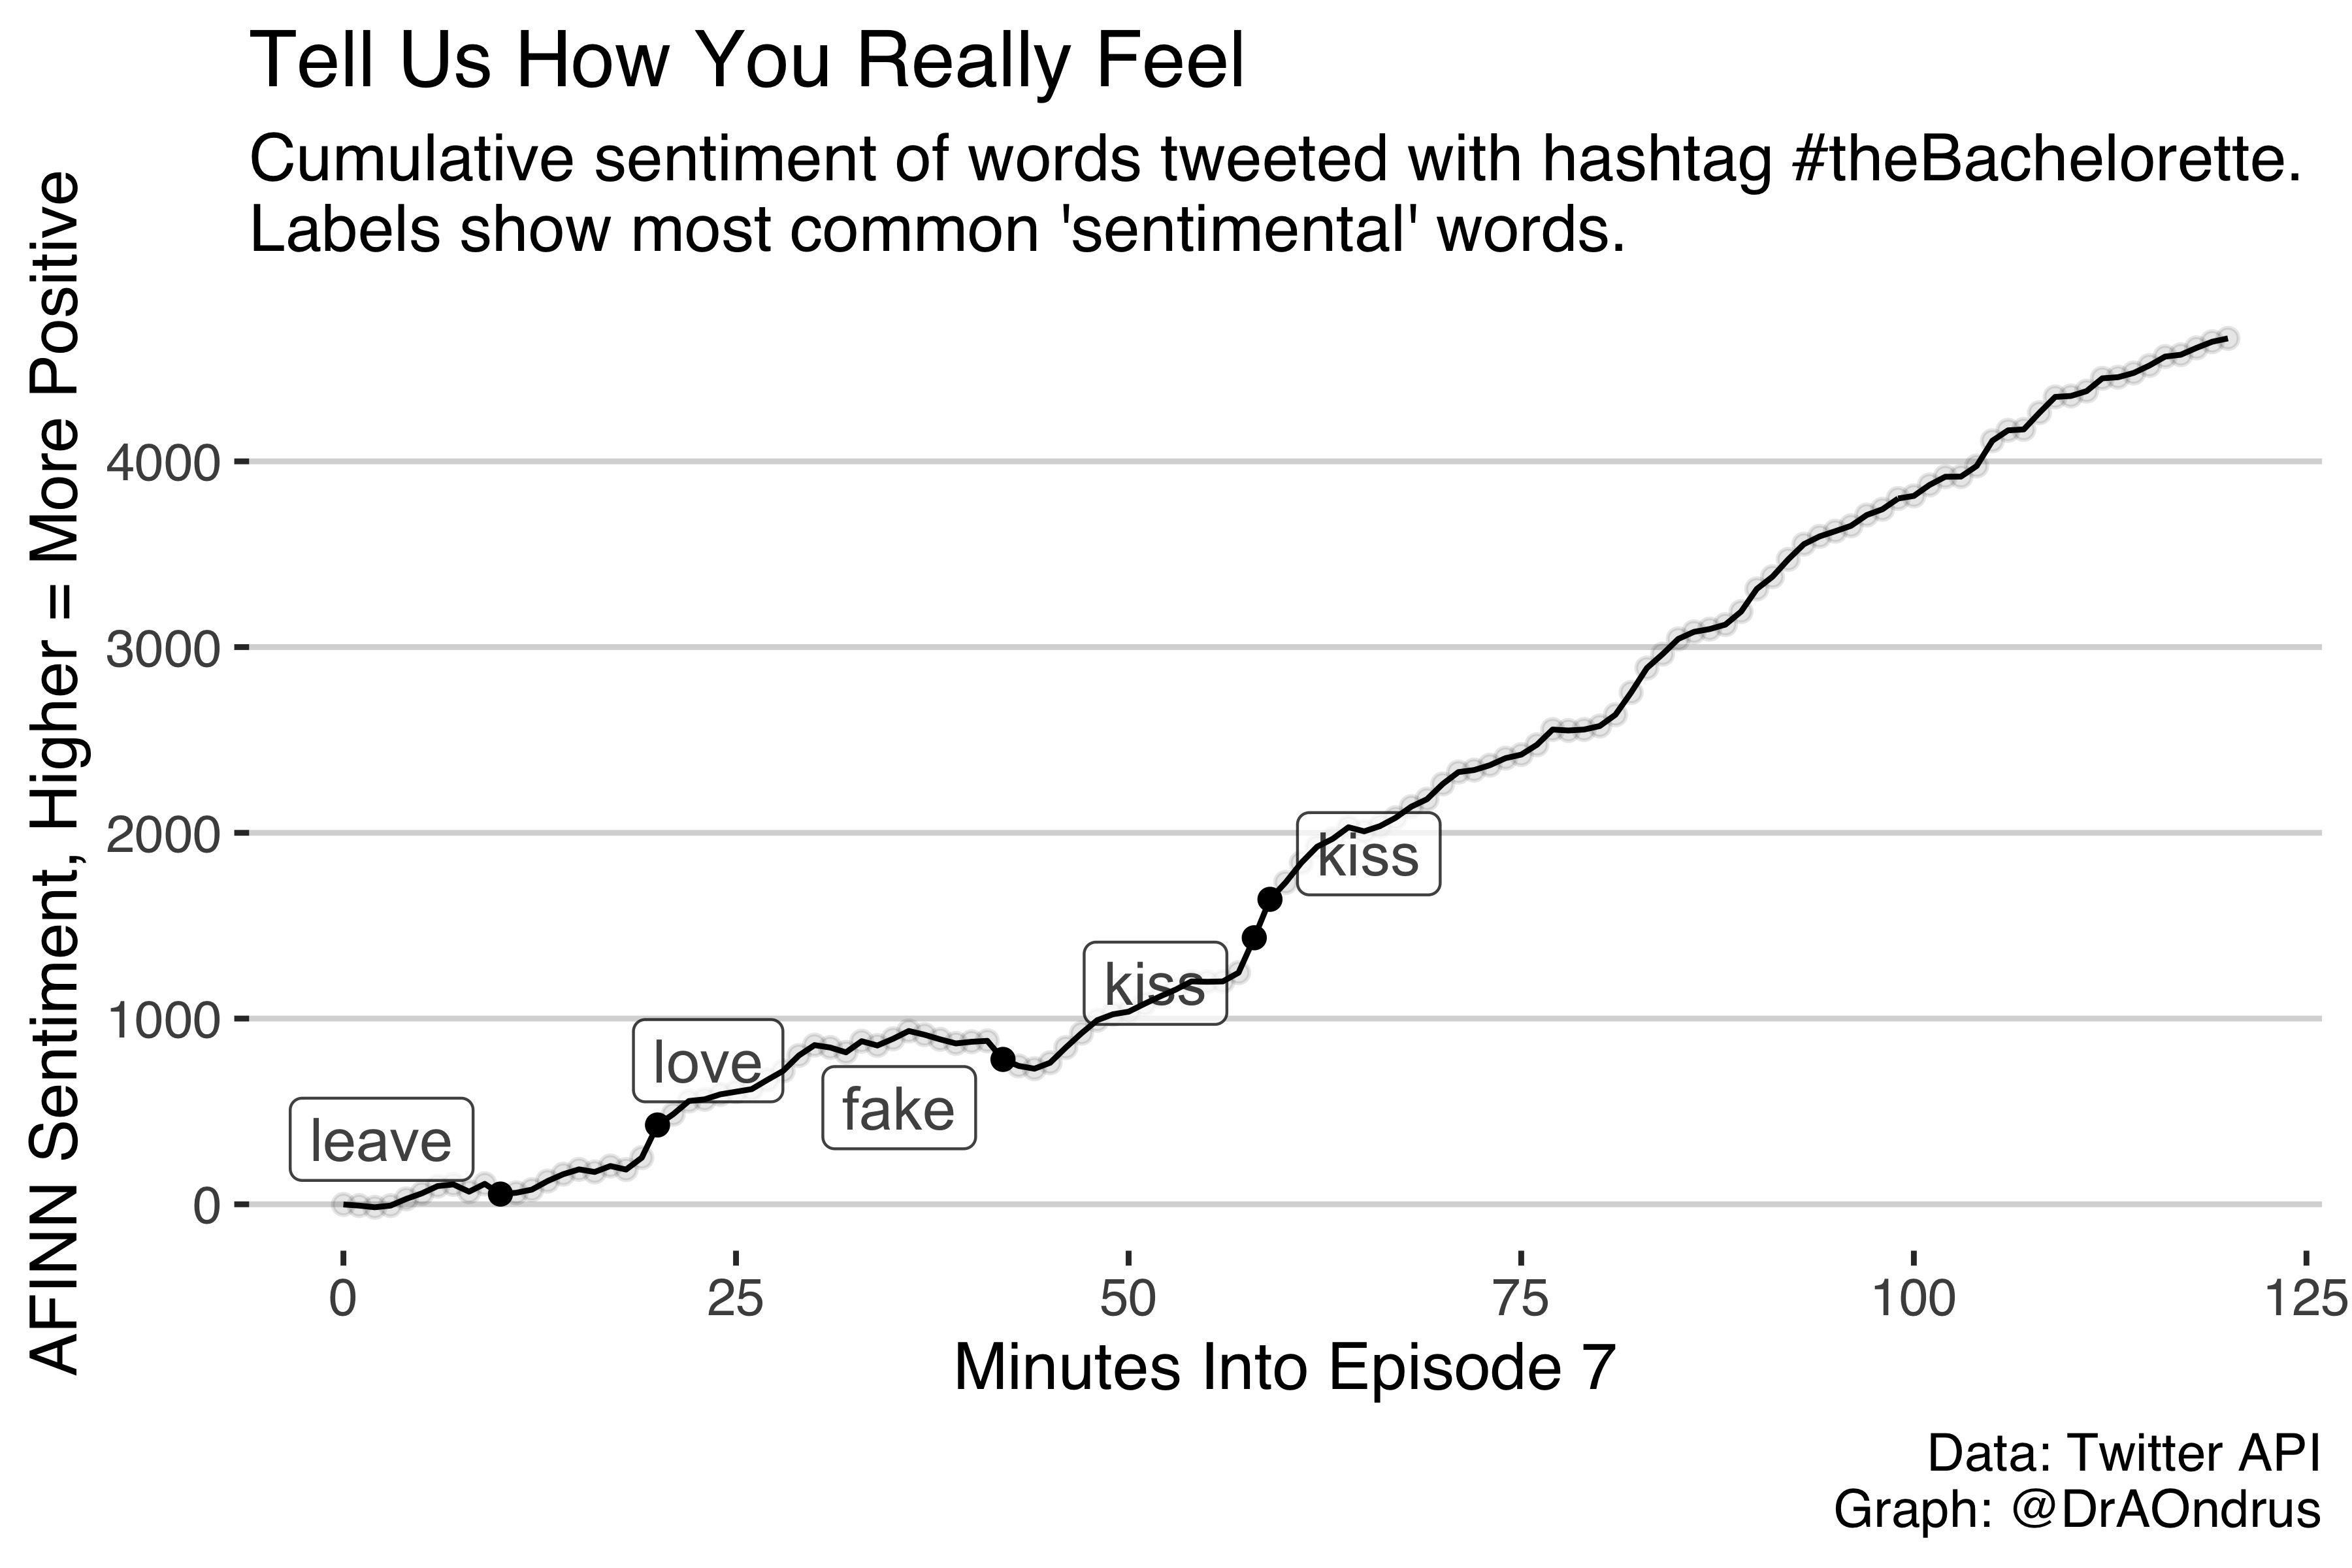 Tell Us How You Really Feel
Cumulative sentiment of words tweeted with hashtag #theBachelorette.
Labels show most common 'sentimental' words.
AFINN Sentiment, Higher = More Positive
4000
3000
2000
1000
0
kiss
kiss
love
fake
leave
0
25
50
75
100
125
Minutes Into Episode 7
Data: Twitter API
Graph: @DrAOndrus